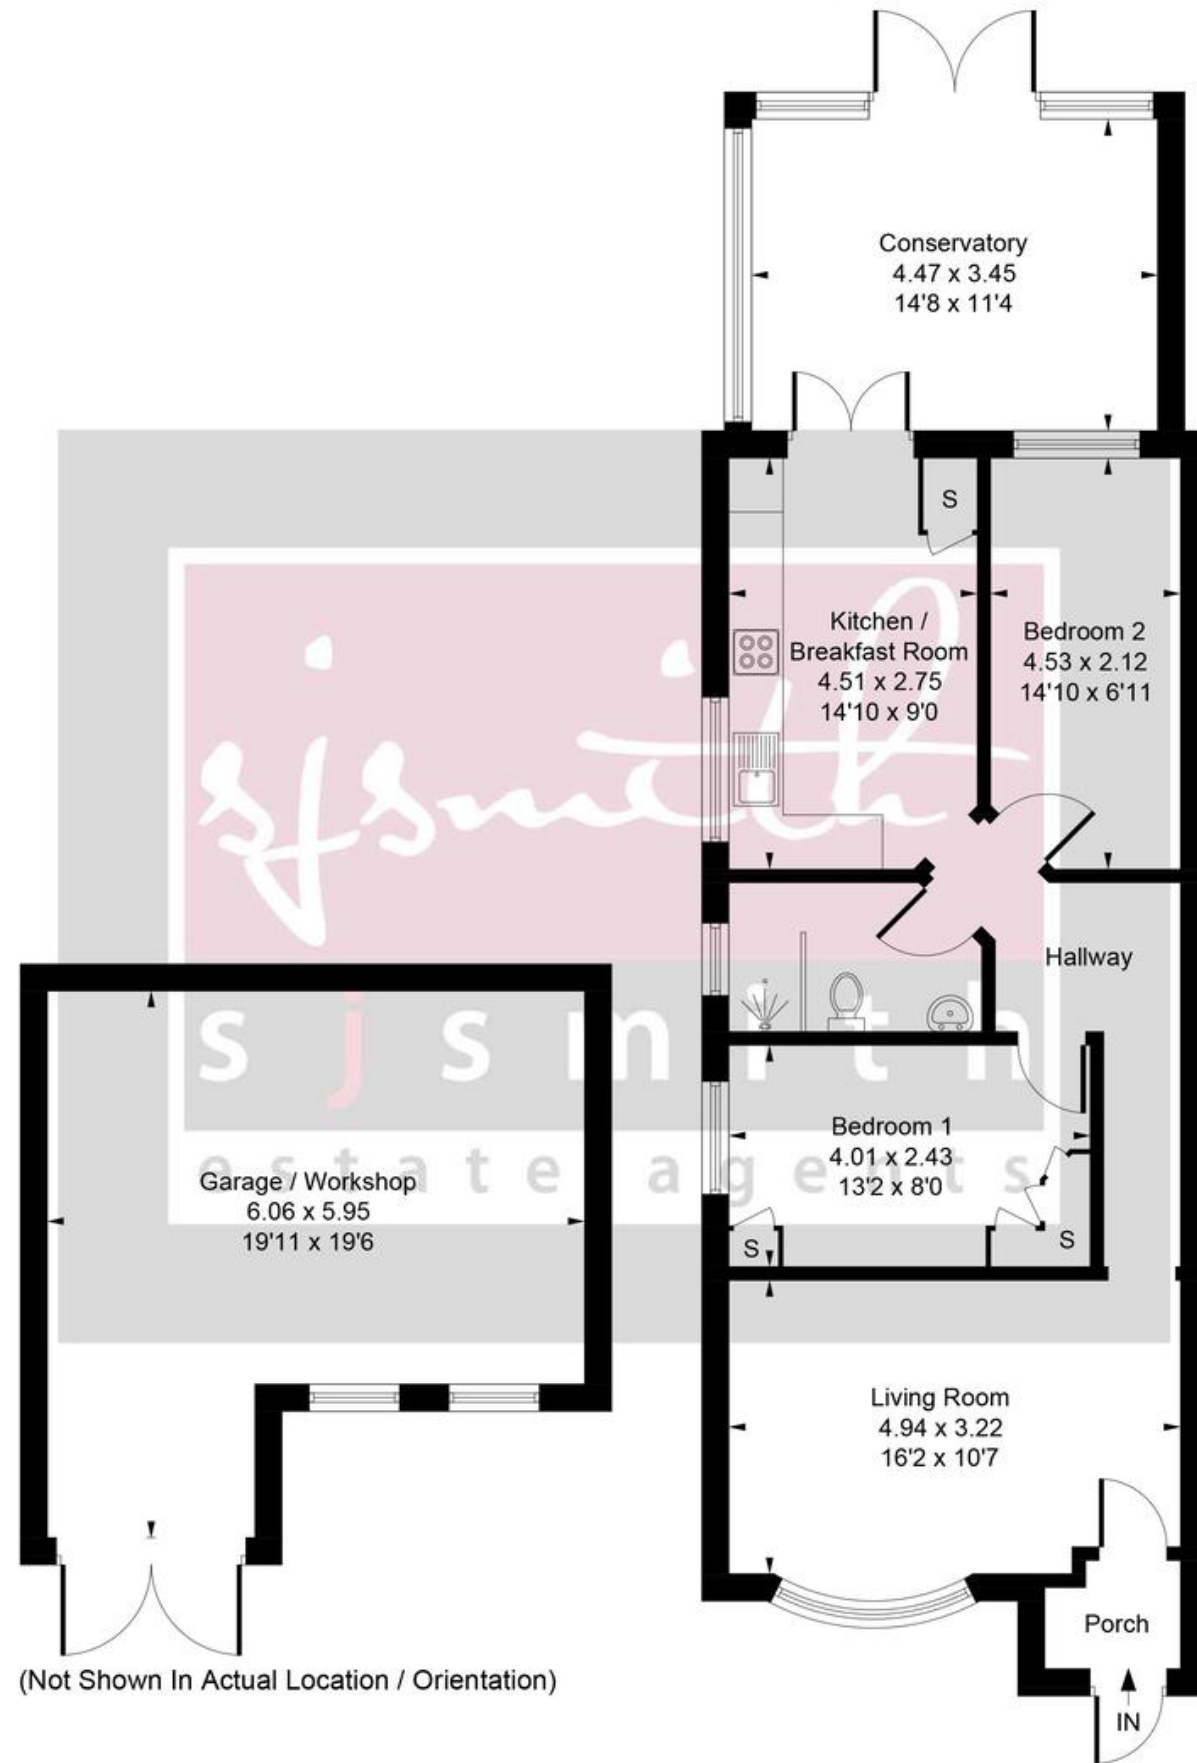 Conservatory
4.47 x 3.45
14'8 x 11'4
S
Kitchen /
Breakfast Room
4.51 x 2.75
14'10 x 9'0
Bedroom 2
4.53 x 2.12
14'10 x 6'11
sjsmith
Hallway
sjsmith
estate agents
Bedroom 1
4.01 x 2.43
13'2 x 8'0
S
S
Garage / Workshop
6.06 x 5.95
19'11 x 19'6
Living Room
4.94 x 3.22
16'2 x 10'7
Porch
IN
(Not Shown In Actual Location / Orientation)